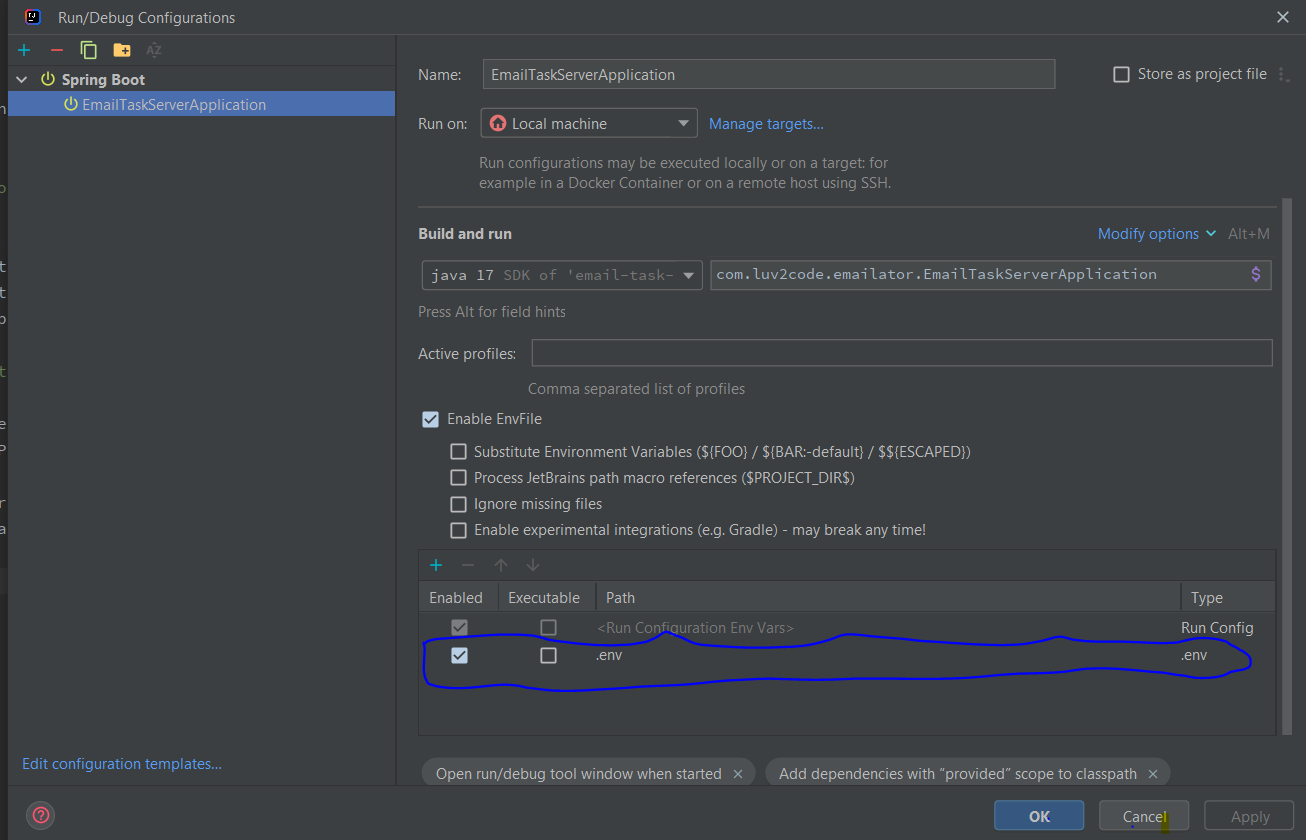 Run/Debug Configurations
Spring Boot
EmailTaskServerApplication
Edit configuration templates...
Name: EmailTaskServerApplication Store as project file
Run on: Local machine Manage targets...
Run configurations may be executed locally or on a target: for
example in a Docker Container or on a remote host using SSH.
Build and run Modify options Alt+M
java 17 SDK of 'email-task- com.luv2code.emailator.EmailTaskServerApplication
Press Alt for field hints
Active profiles:
Comma separated list of profiles
Enable EnvFile
Substitute Environment Variables (${FOO} / ${BAR:-default} / $${ESCAPED})
Process JetBrains path macro references ($PROJECT_DIR$)
Ignore missing files
Enable experimental integrations (e.g. Gradle) - may break any time!
Enabled Executable Path Type
<Run Configuration Env Vars> Run Config
.env .env
Open run/debug tool window when started × Add dependencies with “provided” scope to classpath ×
OK Cancel Apply